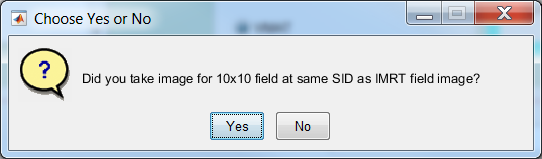 Choose Yes or No
Did you take image for 10x10 field at same SID as IMRT field image?
Yes
No